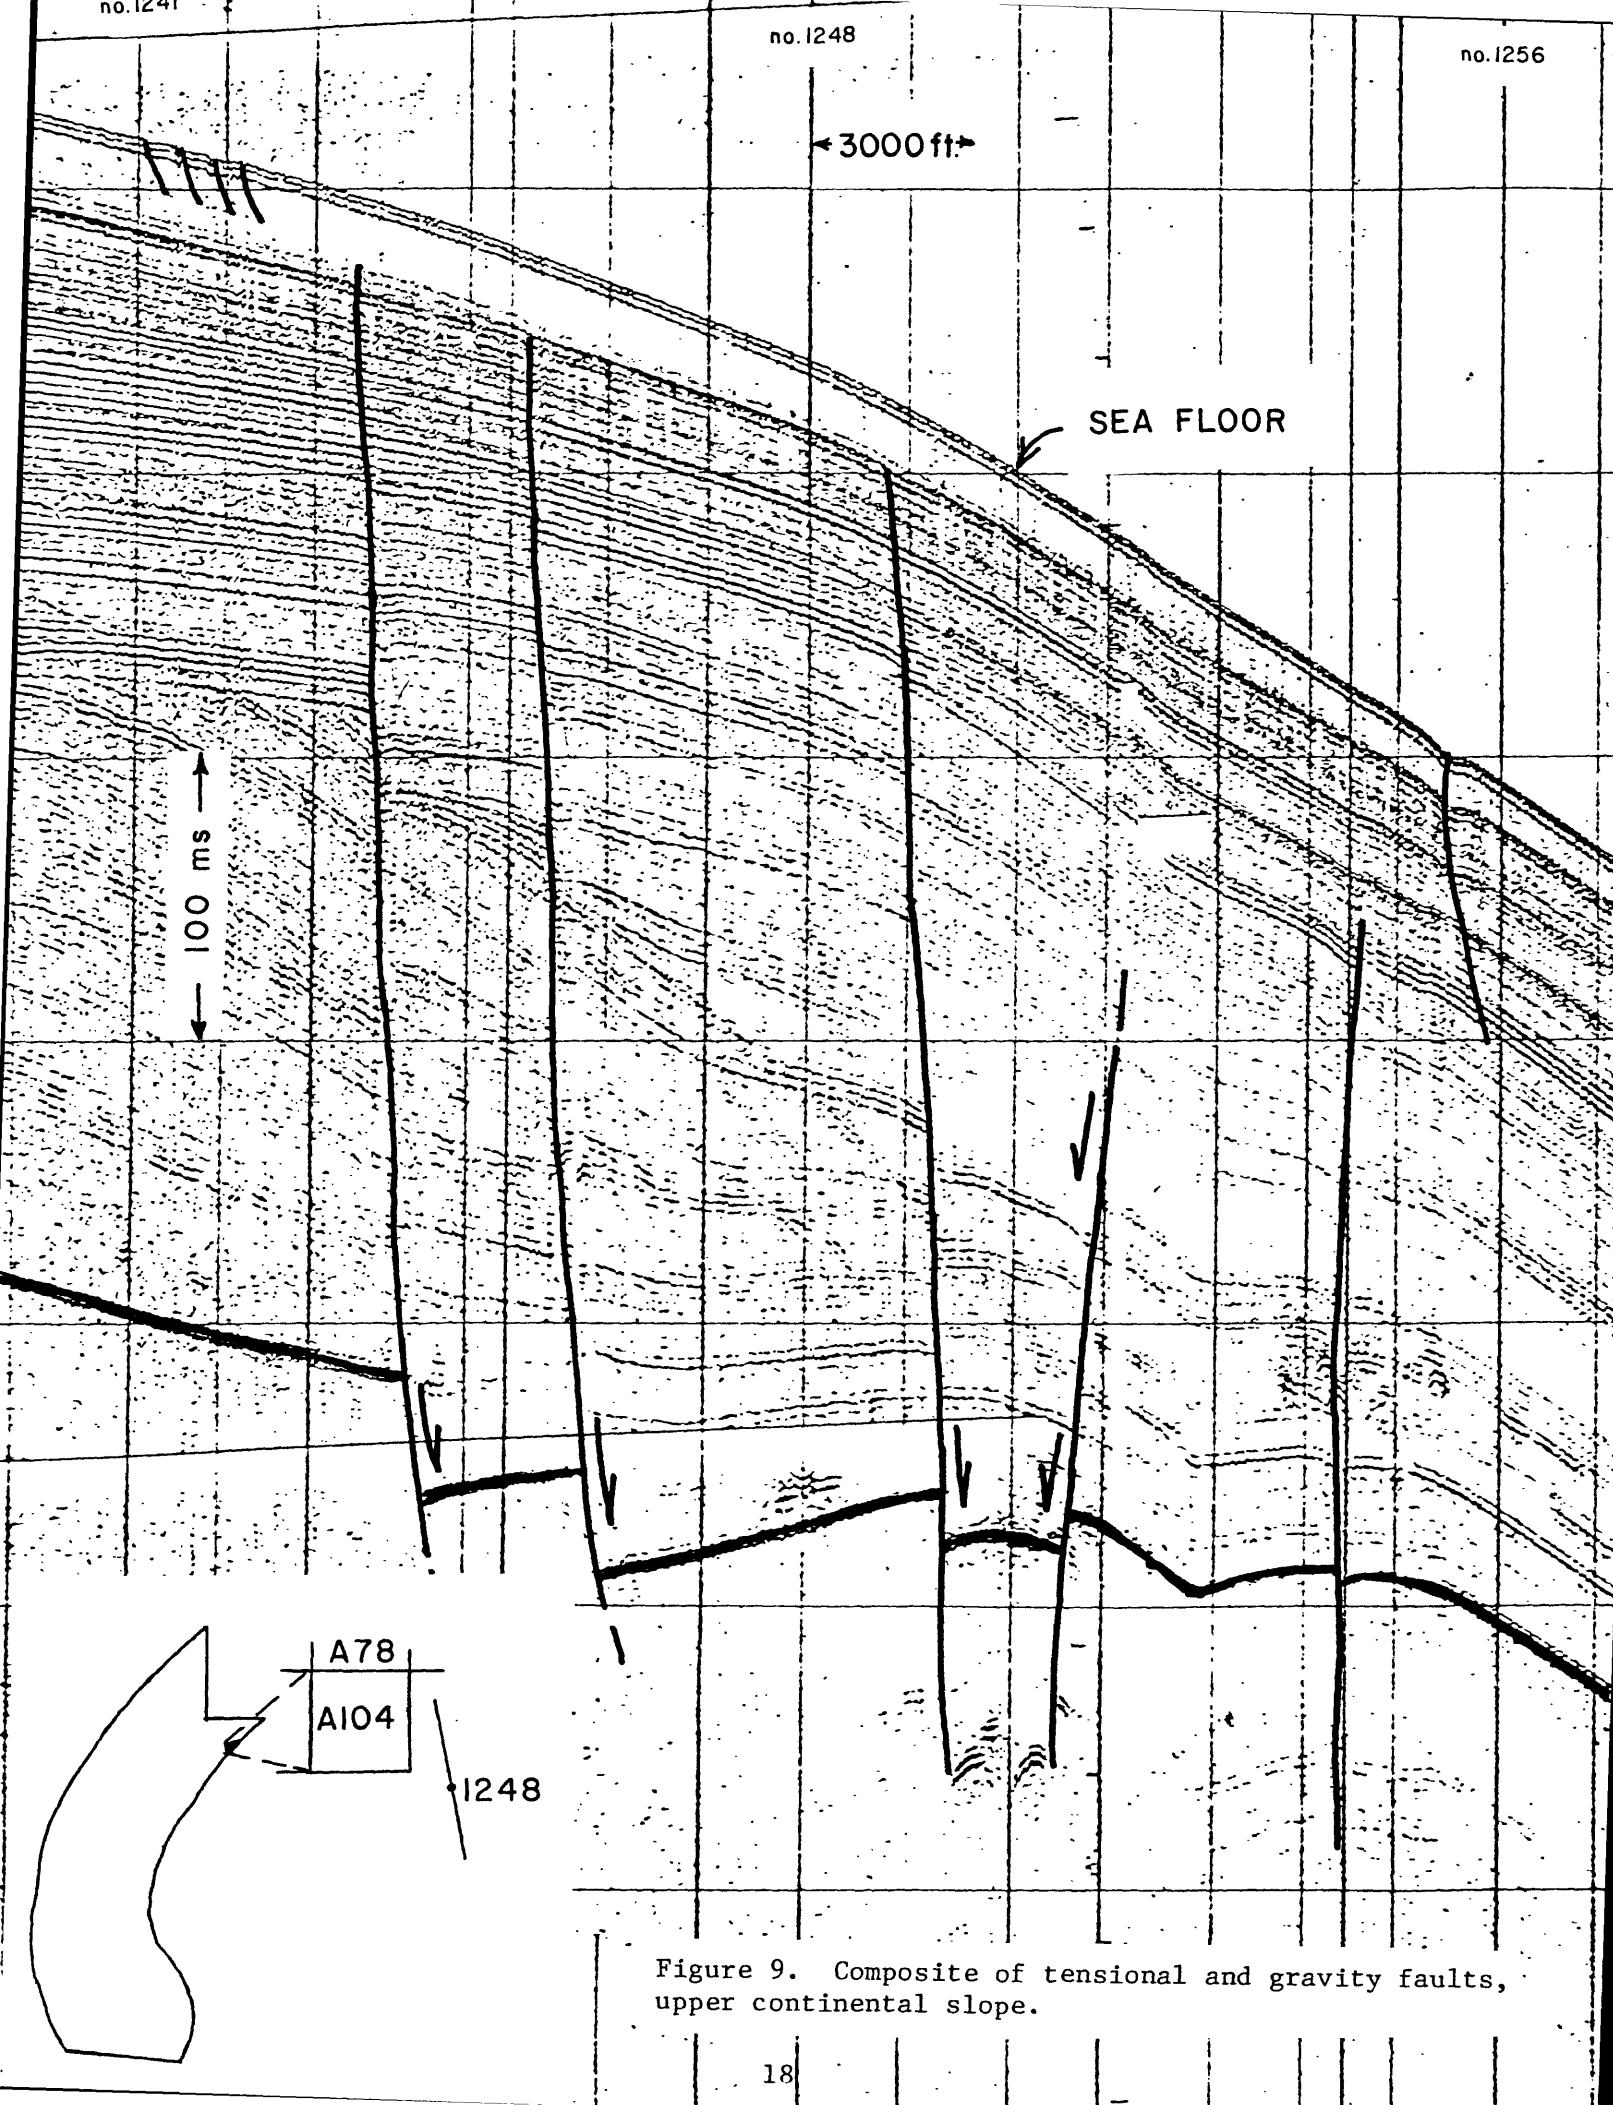 no.1241
no.1248
no.1256
3000 ft.
SEA FLOOR
100 ms
A78
A104
1248
Figure 9. Composite of tensional and gravity faults,
upper continental slope.
18